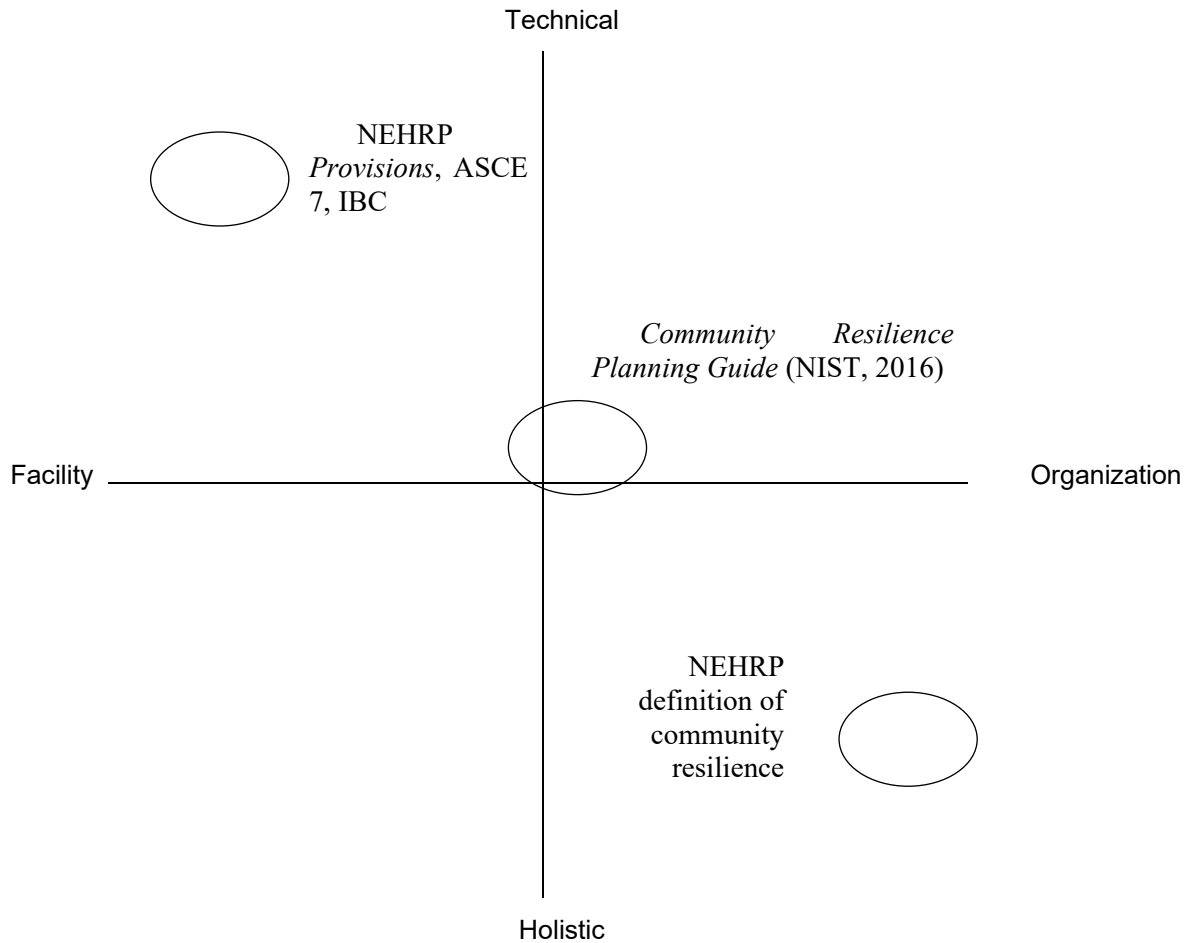 Technical
NEHRP
Provisions, ASCE
7, IBC
Community Resilience
Planning Guide (NIST, 2016)
Facility
Organization
NEHRP
definition of
community
resilience
Holistic